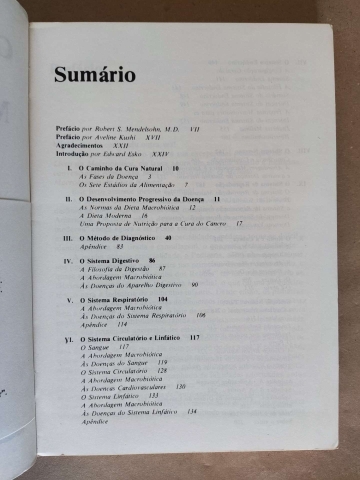 Sumário
Prefácio por Robert S. Mendelsohn, M.D. VII
Prefácio por Aveline Kushi XVII
Agradecimentos XXII
Introdução por Edward Esko XXIV
I. O Caminho da Cura Natural 10
As Fases da Doença 3
Os Sete Estádios da Alimentação 7
II. O Desenvolvimento Progressivo da Doença 11
As Normas da Dieta Macrobiótica 12
A Dieta Moderna 16
Uma Proposta de Nutrição para a Cura do Câncro 17
III. O Método de Diagnóstico 40
Apêndice 83
IV. O Sistema Digestivo 86
A Filosofia da Digestão 87
A Abordagem Macrobiótica
Às Doenças do Aparelho Digestivo 90
V. O Sistema Respiratório 104
A Abordagem Macrobiótica
Às Doenças do Sistema Respiratório 106
Apêndice 114
VI. O Sistema Circulatório e Linfático 117
O Sangue 117
A Abordagem Macrobiótica
Às Doenças do Sangue 119
O Sistema Circulatório 128
A Abordagem Macrobiótica
Às Doenças Cardiovasculares 130
O Sistema Linfático 133
A Abordagem Macrobiótica
Às Doenças do Sistema Linfático 134
Apêndice